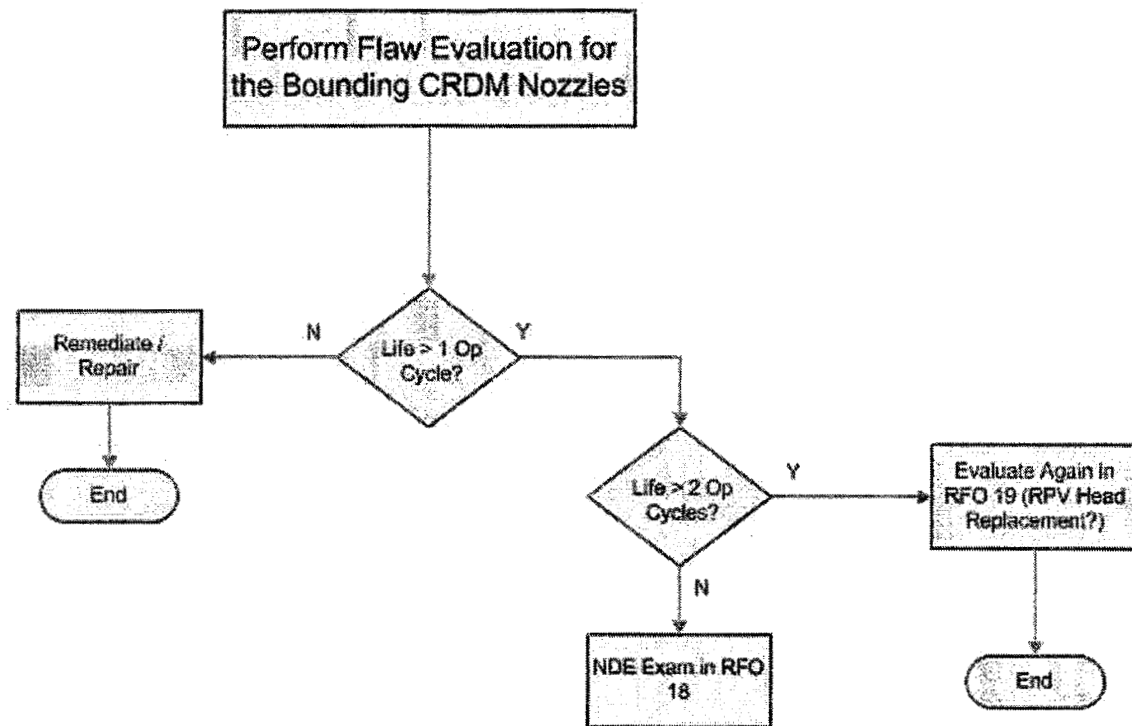 Perform Flaw Evaluation for
the Bounding CRDM Nozzles
N
Y
Remediate /
Repair
Life > 1 Op
Cycle?
End
Life > 2 Op
Cycles?
Y
Evaluate Again in
RFO 19 (RPV Head
Replacement?)
N
NDE Exam in RFO
18
End